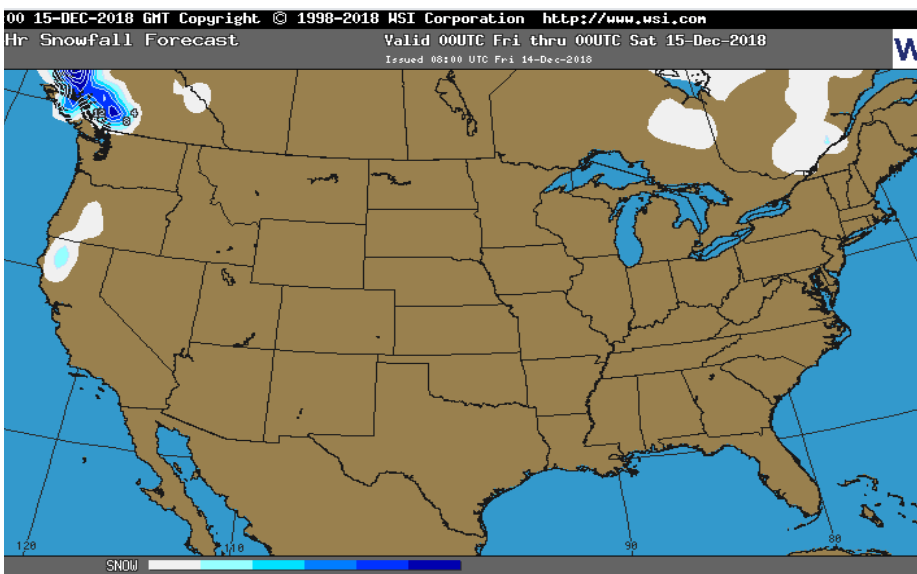 00 15-DEC-2018 GMT Copyright © 1998-2018 WSI Corporation http://www.wsi.com
Hr Snowfall Forecast
Valid 00UTC Fri thru 00UTC Sat 15-Dec-2018
W
Issued 08:00 UTC Fri 14-Dec-2018
4
8
120
110
90
80
SNOW